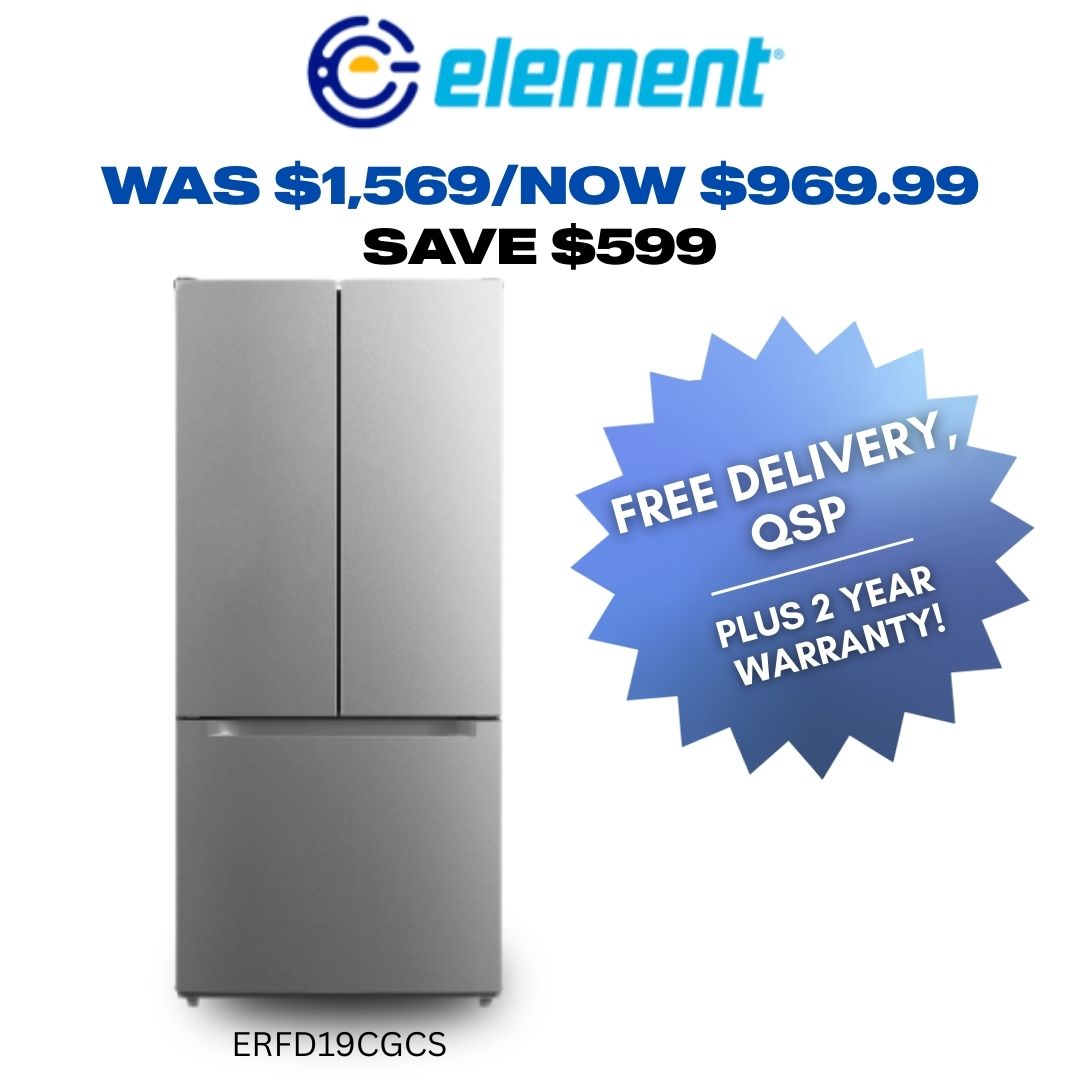 element®
WAS $1,569/NOW $969.99
SAVE $599
FREE DELIVERY,
QSP
PLUS 2 YEAR
WARRANTY!
ERFD19CGCS